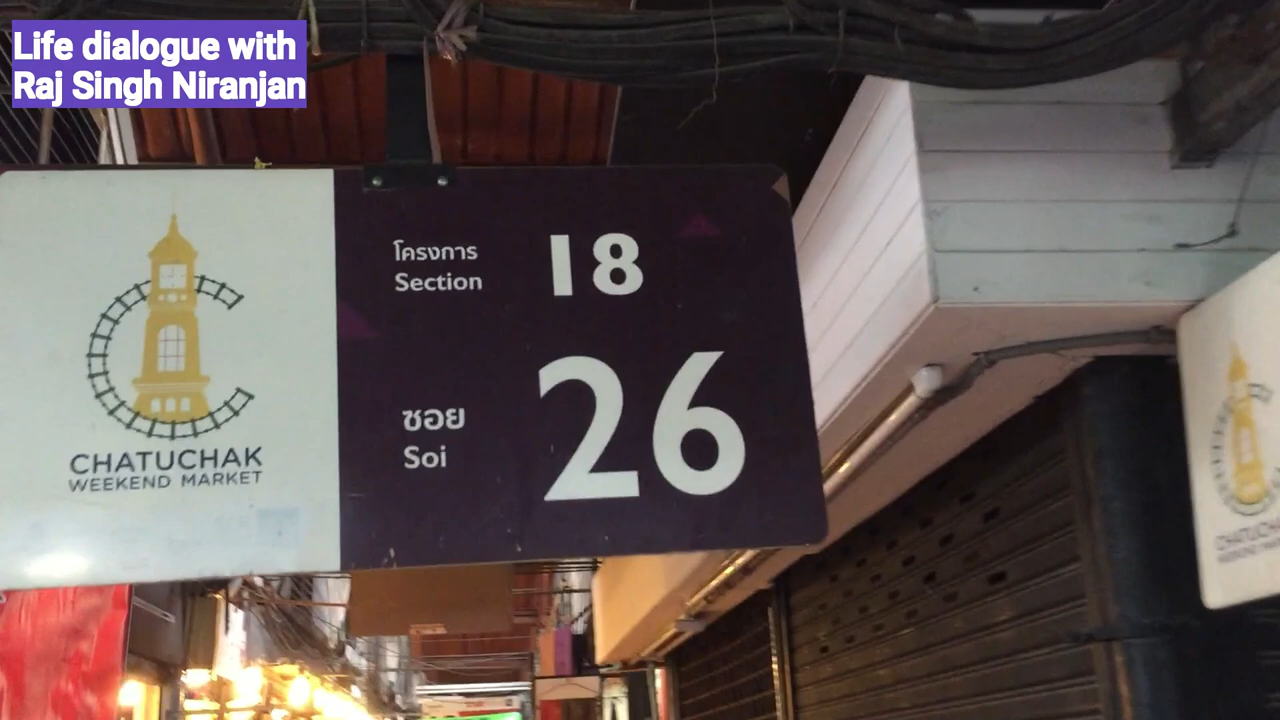 Life dialogue with
Raj Singh Niranjan
โครงการ
Section
18
ซอย
Soi
26
CHATUCHAK
WEEKEND MARKET
CHATUCHAK